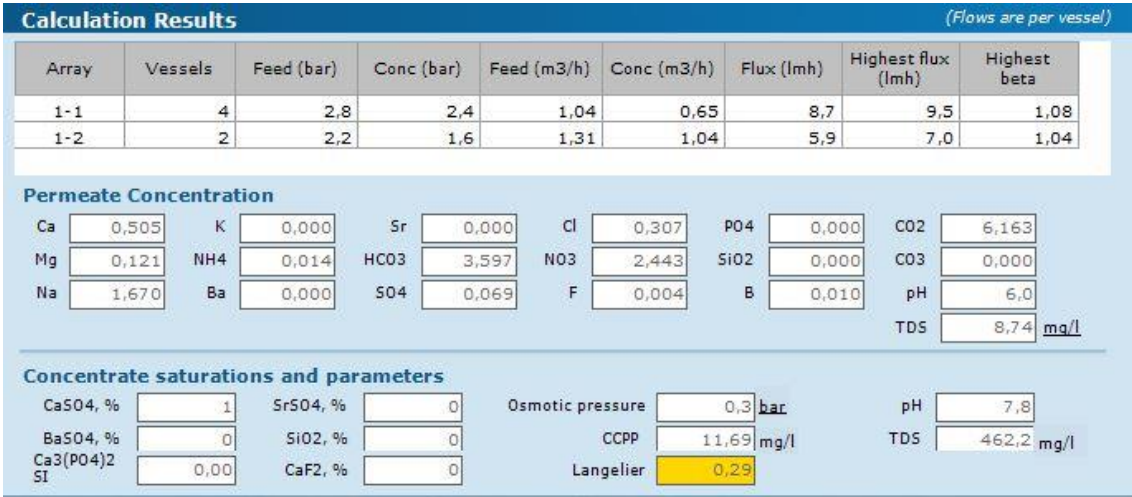 Calculation Results (Flows are per vessel)
Array Vessels Feed (bar) Conc (bar) Feed (m3/h) Conc (m3/h) Flux (lmh) Highest flux (lmh) Highest beta
1-1 4 2,8 2,4 1,04 0,65 8,7 9,5 1,08
1-2 2 2,2 1,6 1,31 1,04 5,9 7,0 1,04
Permeate Concentration
Ca 0,505 K 0,000 Sr 0,000 Cl 0,307 PO4 0,000 CO2 6,163
Mg 0,121 NH4 0,014 HCO3 3,597 NO3 2,443 SiO2 0,000 CO3 0,000
Na 1,670 Ba 0,000 SO4 0,069 F 0,004 B 0,010 pH 6,0
TDS 8,74 mg/l
Concentrate saturations and parameters
CaSO4, % 1 SrSO4, % 0 Osmotic pressure 0,3 bar pH 7,8
BaSO4, % 0 SiO2, % 0 CCPP 11,69 mg/l TDS 462,2 mg/l
Ca3(PO4)2 SI 0,00 CaF2, % 0 Langelier 0,29